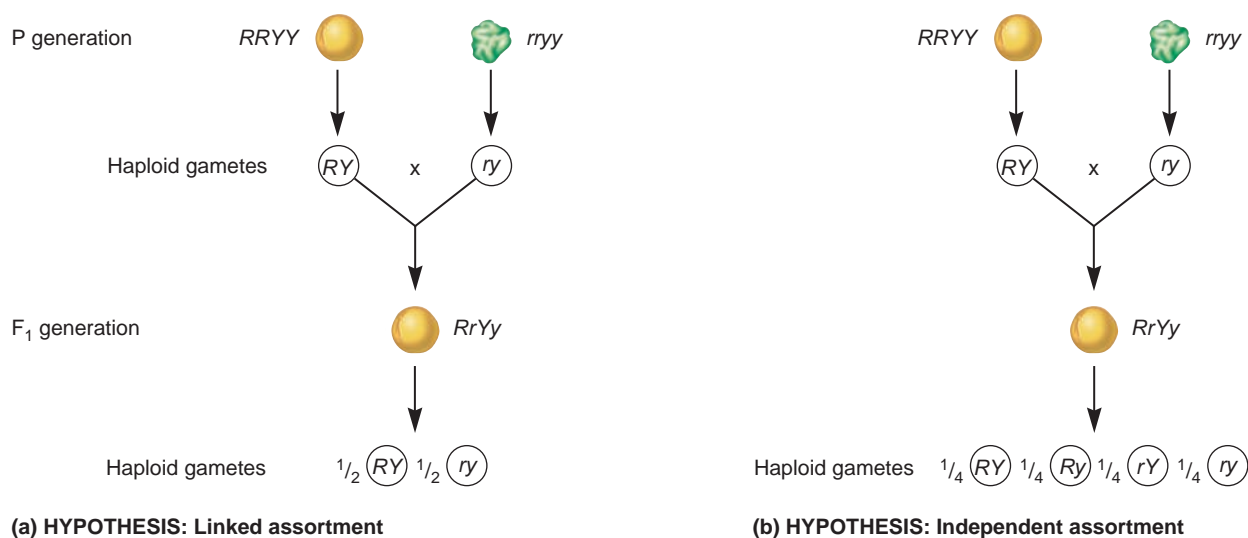 P generation RRYY rryy RRYY rryy
Haploid gametes RY x ry RY x ry
F1 generation RrYy RrYy
Haploid gametes 1/2 RY 1/2 ry Haploid gametes 1/4 RY 1/4 Ry 1/4 rY 1/4 ry
(a) HYPOTHESIS: Linked assortment (b) HYPOTHESIS: Independent assortment